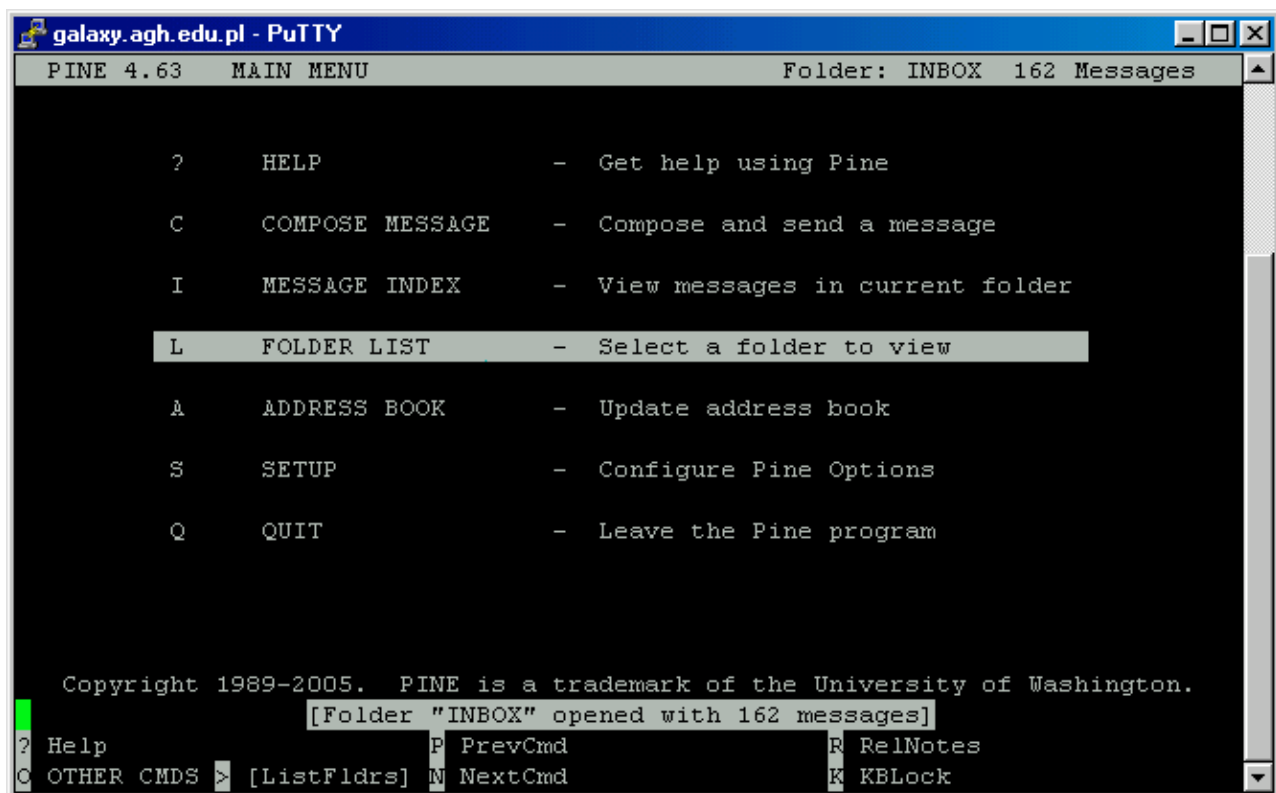 galaxy.agh.edu.pl - PuTTY
PINE 4.63 MAIN MENU Folder: INBOX 162 Messages
? HELP - Get help using Pine
C COMPOSE MESSAGE - Compose and send a message
I MESSAGE INDEX - View messages in current folder
L FOLDER LIST - Select a folder to view
A ADDRESS BOOK - Update address book
S SETUP - Configure Pine Options
Q QUIT - Leave the Pine program
Copyright 1989-2005. PINE is a trademark of the University of Washington.
[Folder "INBOX" opened with 162 messages]
? Help P PrevCmd R RelNotes
O OTHER CMDS > [ListFldrs] N NextCmd K KBLock